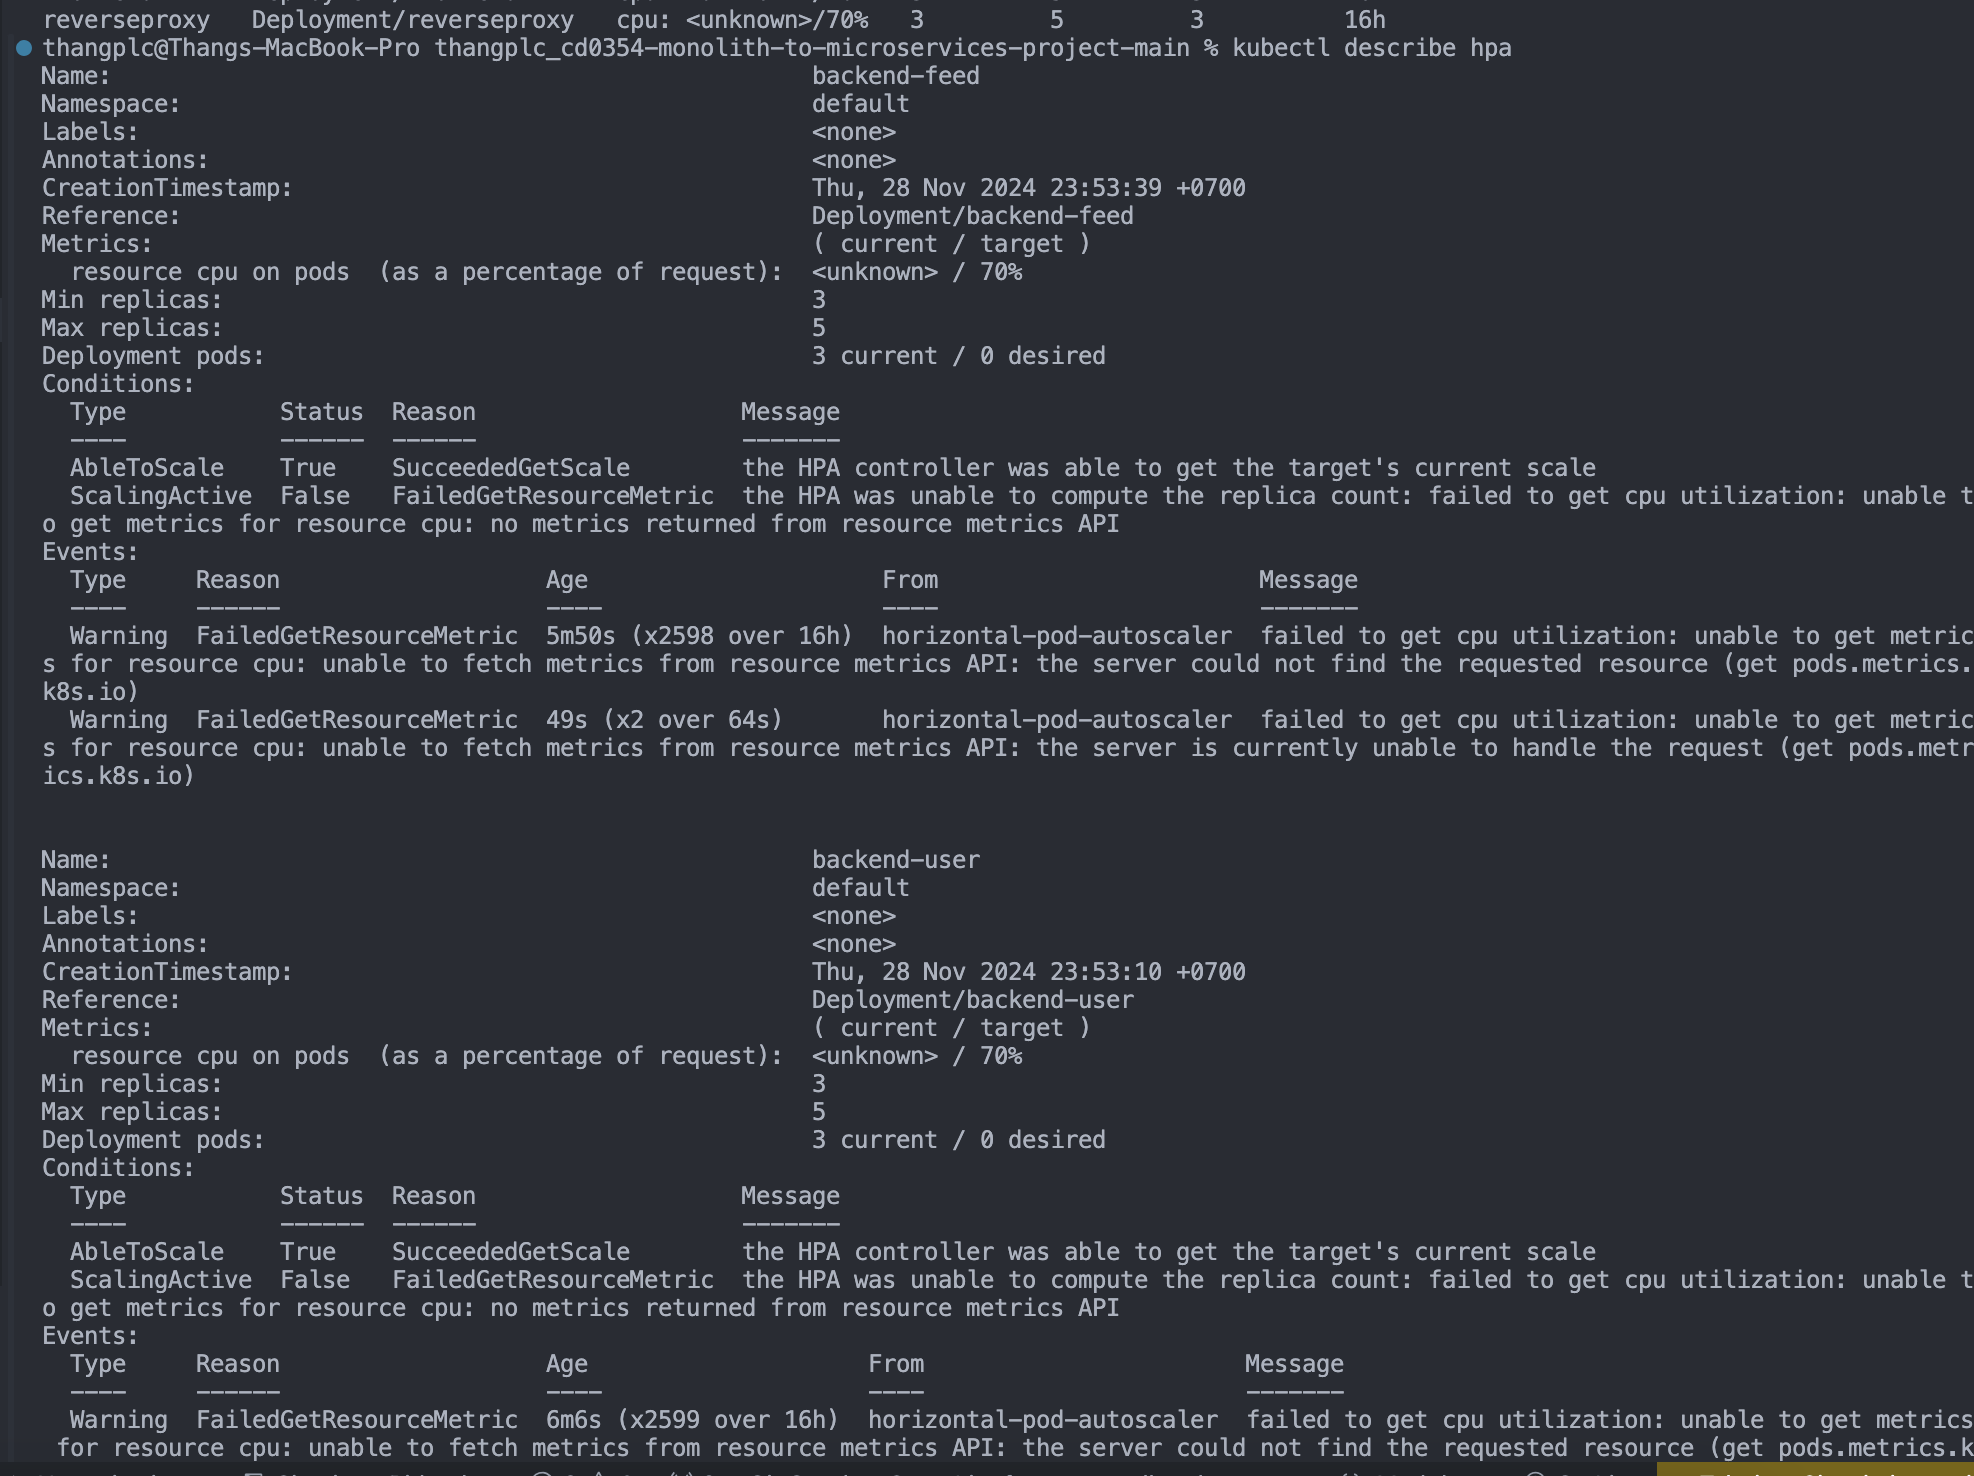 reverseproxy   Deployment/reverseproxy   cpu: <unknown>/70%   3         5         3          16h
thangplc@Thangs-MacBook-Pro thangplc_cd0354-monolith-to-microservices-project-main % kubectl describe hpa
Name:                                                  backend-feed
Namespace:                                             default
Labels:                                                <none>
Annotations:                                           <none>
CreationTimestamp:                                     Thu, 28 Nov 2024 23:53:39 +0700
Reference:                                             Deployment/backend-feed
Metrics:                                               ( current / target )
  resource cpu on pods  (as a percentage of request):  <unknown> / 70%
Min replicas:                                          3
Max replicas:                                          5
Deployment pods:                                       3 current / 0 desired
Conditions:
  Type           Status  Reason                   Message
  ----           ------  ------                   -------
  AbleToScale    True    SucceededGetScale        the HPA controller was able to get the target's current scale
  ScalingActive  False   FailedGetResourceMetric  the HPA was unable to compute the replica count: failed to get cpu utilization: unable t
o get metrics for resource cpu: no metrics returned from resource metrics API
Events:
  Type     Reason                   Age                     From                       Message
  ----     ------                   ----                    ----                       -------
  Warning  FailedGetResourceMetric  5m50s (x2598 over 16h)  horizontal-pod-autoscaler  failed to get cpu utilization: unable to get metric
s for resource cpu: unable to fetch metrics from resource metrics API: the server could not find the requested resource (get pods.metrics.
k8s.io)
  Warning  FailedGetResourceMetric  49s (x2 over 64s)       horizontal-pod-autoscaler  failed to get cpu utilization: unable to get metric
s for resource cpu: unable to fetch metrics from resource metrics API: the server is currently unable to handle the request (get pods.metr
ics.k8s.io)
Name:                                                  backend-user
Namespace:                                             default
Labels:                                                <none>
Annotations:                                           <none>
CreationTimestamp:                                     Thu, 28 Nov 2024 23:53:10 +0700
Reference:                                             Deployment/backend-user
Metrics:                                               ( current / target )
  resource cpu on pods  (as a percentage of request):  <unknown> / 70%
Min replicas:                                          3
Max replicas:                                          5
Deployment pods:                                       3 current / 0 desired
Conditions:
  Type           Status  Reason                   Message
  ----           ------  ------                   -------
  AbleToScale    True    SucceededGetScale        the HPA controller was able to get the target's current scale
  ScalingActive  False   FailedGetResourceMetric  the HPA was unable to compute the replica count: failed to get cpu utilization: unable t
o get metrics for resource cpu: no metrics returned from resource metrics API
Events:
  Type     Reason                   Age                    From                       Message
  ----     ------                   ----                   ----                       -------
  Warning  FailedGetResourceMetric  6m6s (x2599 over 16h)  horizontal-pod-autoscaler  failed to get cpu utilization: unable to get metrics
 for resource cpu: unable to fetch metrics from resource metrics API: the server could not find the requested resource (get pods.metrics.k